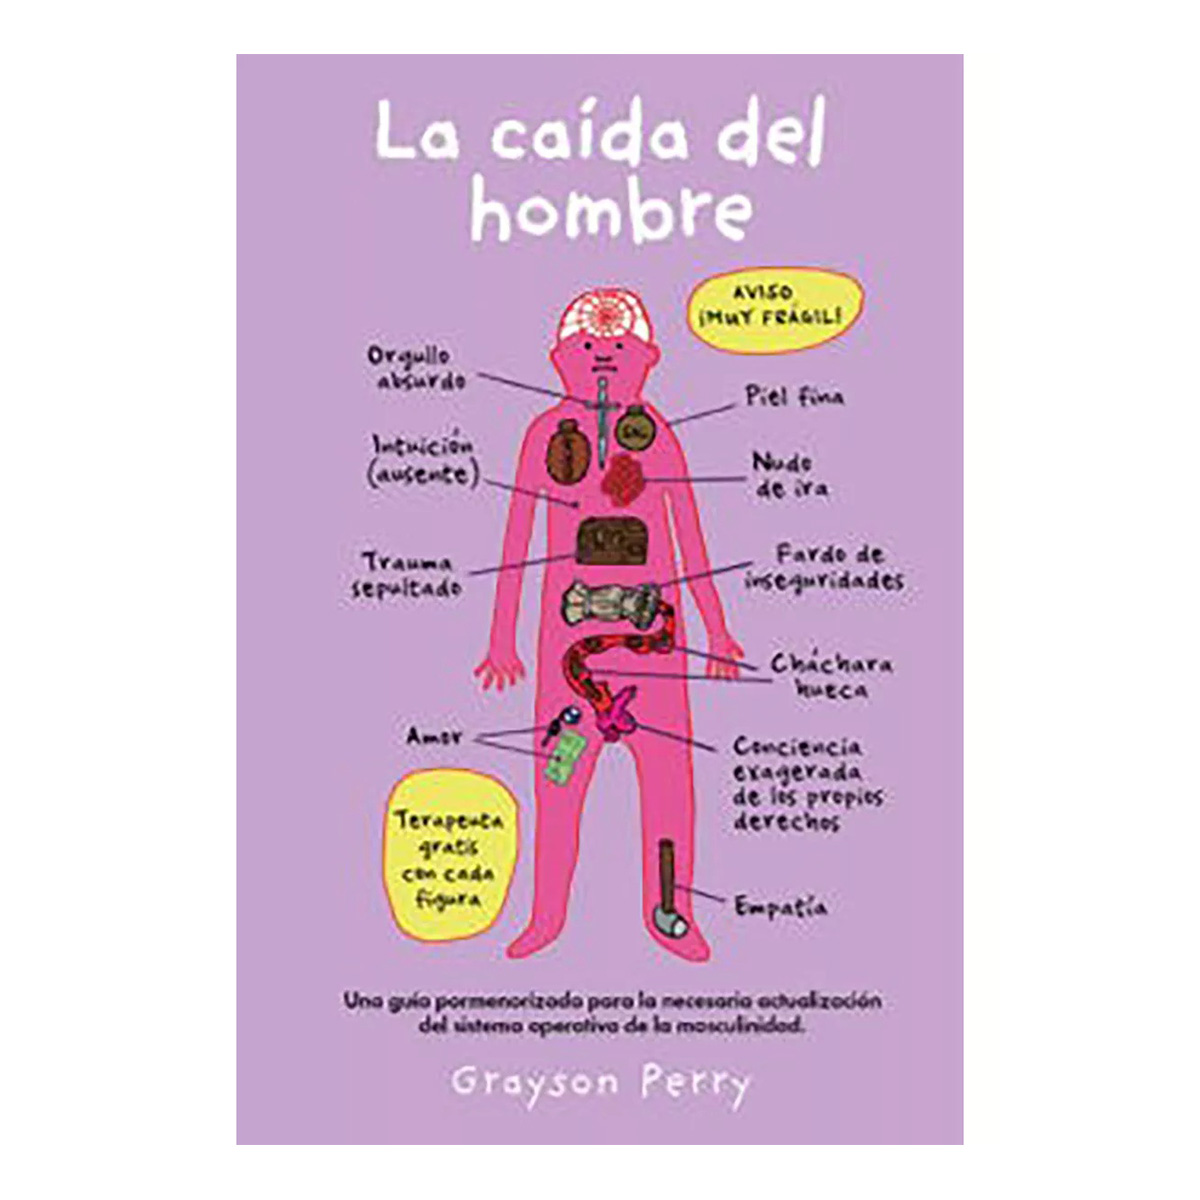 La caída del
hombre
AVISO
¡MUY FRÁGIL!
Orgullo
absurdo
Piel fina
Intuición
(ausente)
Nudo
de ira
Trauma
sepultado
Fardo de
inseguridades
Cháchara
hueca
Amor
Conciencia
exagerada
de los propios
derechos
Terapeuta
gratis
con cada
figura
Empatía
Una guía pormenorizada para la necesaria actualización
del sistema operativo de la masculinidad.
Grayson Perry